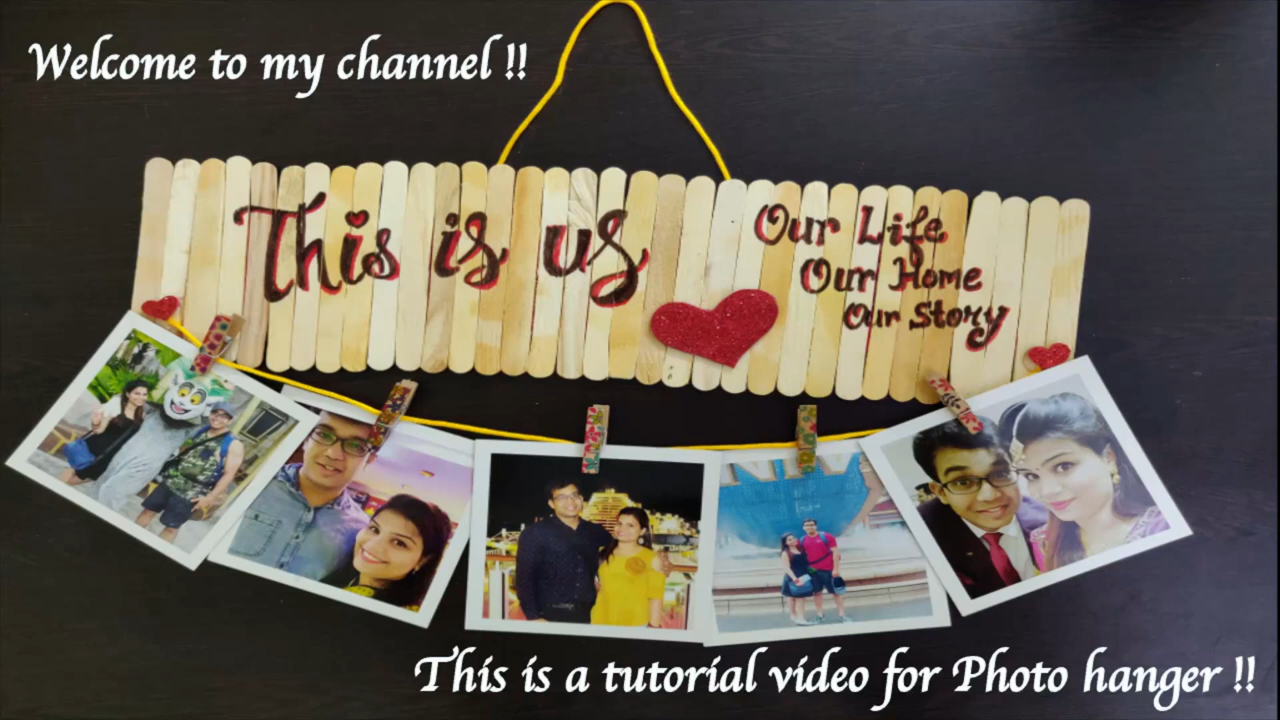 Welcome to my channel !!
This is us
Our Life
Our Home
Our Story
This is a tutorial video for Photo hanger !!